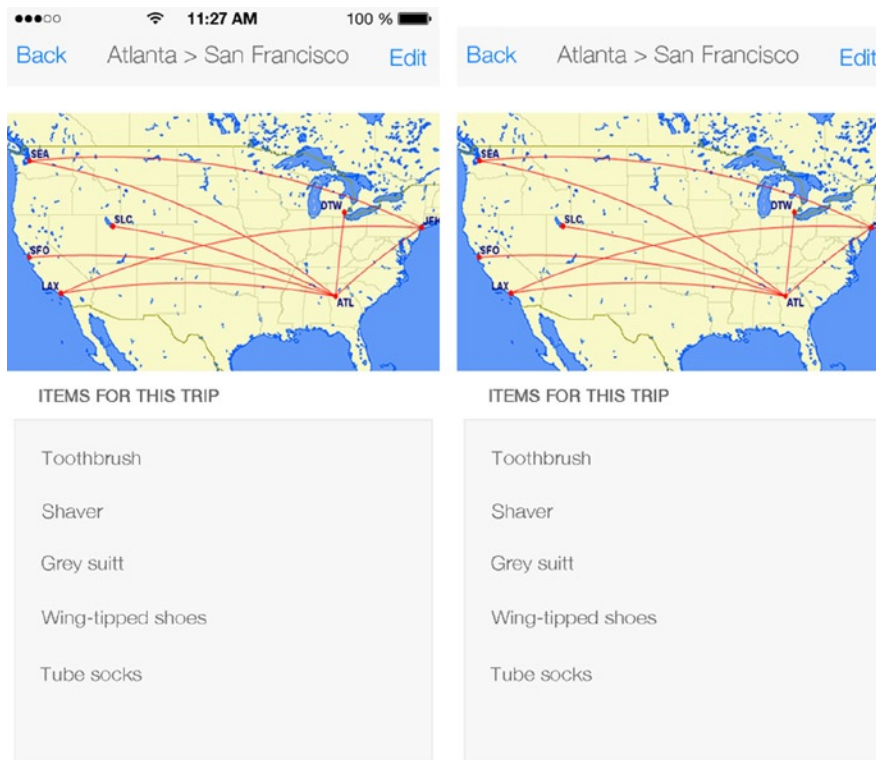 11:27 AM 100 %
Back Atlanta > San Francisco Edit
SEA
SLC
DTW
SFO
LAX
ATL
ITEMS FOR THIS TRIP
Toothbrush
Shaver
Grey suitt
Wing-tipped shoes
Tube socks
Back Atlanta > San Francisco Edit
SEA
SLC
DTW
SFO
LAX
ATL
ITEMS FOR THIS TRIP
Toothbrush
Shaver
Grey suitt
Wing-tipped shoes
Tube socks